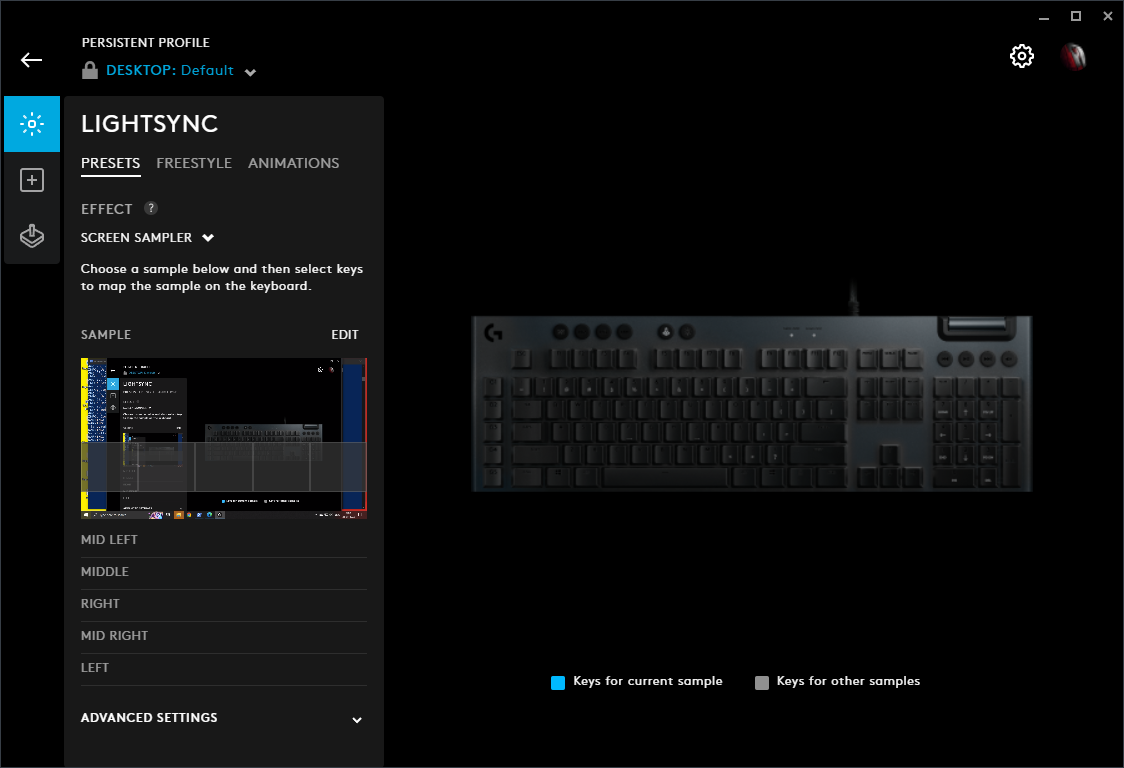 PERSISTENT PROFILE
DESKTOP: Default
LIGHTSYNC
PRESETS FREESTYLE ANIMATIONS
EFFECT ?
SCREEN SAMPLER
Choose a sample below and then select keys
to map the sample on the keyboard.
SAMPLE EDIT
LIGHTSYNC
MID LEFT
MIDDLE
RIGHT
MID RIGHT
LEFT
ADVANCED SETTINGS
Keys for current sample Keys for other samples